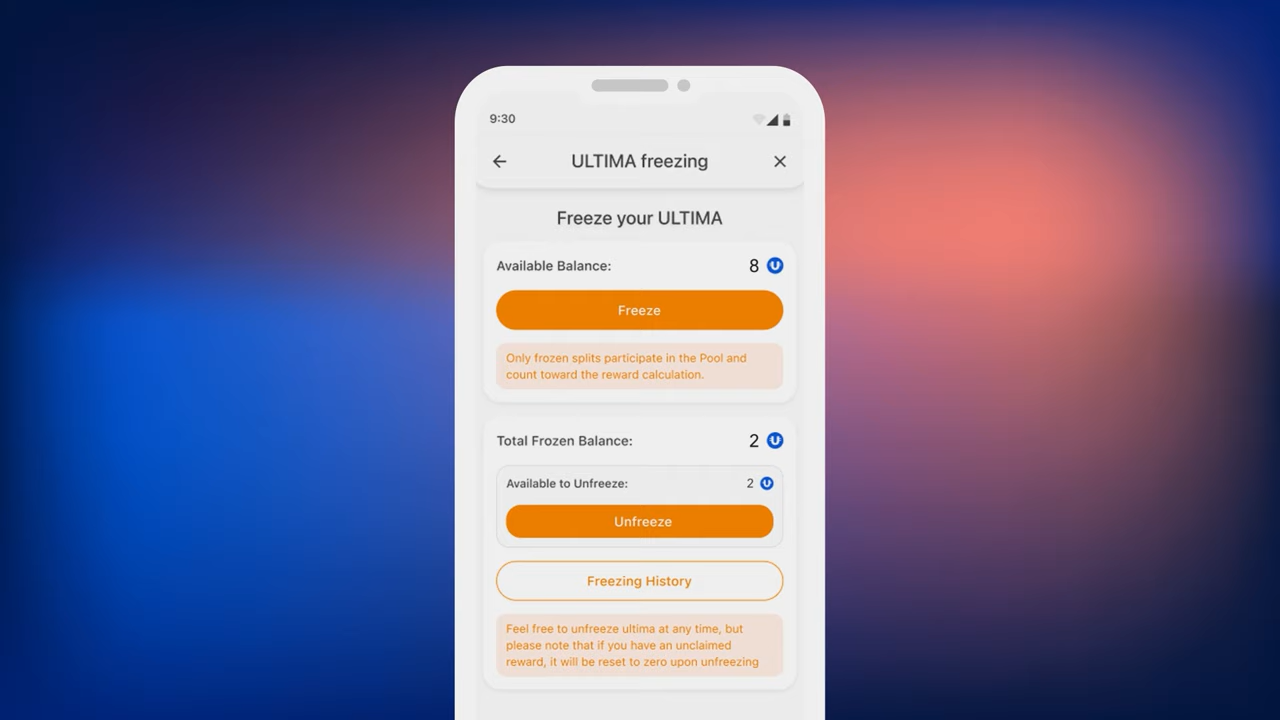 9:30
ULTIMA freezing
Freeze your ULTIMA
Available Balance: 8
Freeze
Only frozen splits participate in the Pool and
count toward the reward calculation.
Total Frozen Balance: 2
Available to Unfreeze: 2
Unfreeze
Freezing History
Feel free to unfreeze ultima at any time, but
please note that if you have an unclaimed
reward, it will be reset to zero upon unfreezing